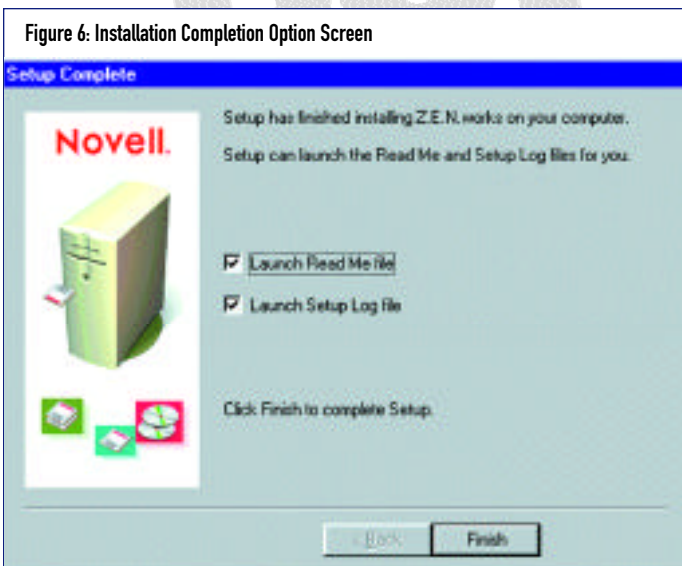 Figure 6: Installation Completion Option Screen
Setup Complete
Novell.
Setup has finished installing Z.E.N.works on your computer.
Setup can launch the Read Me and Setup Log files for you.
Launch Read Me file
Launch Setup Log file
Click Finish to complete Setup.
< Back
Finish